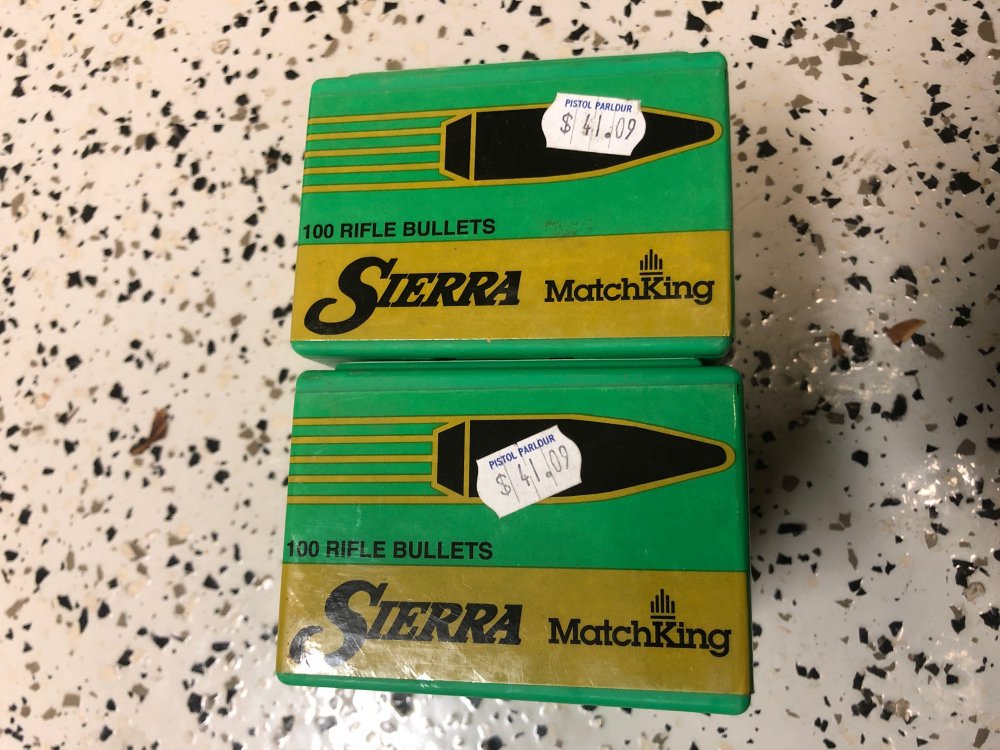 PISTOL PARLOUR
$ 41.09
100 RIFLE BULLETS
SIERRA MatchKing
PISTOL PARLOUR
$ 41.09
100 RIFLE BULLETS
SIERRA MatchKing